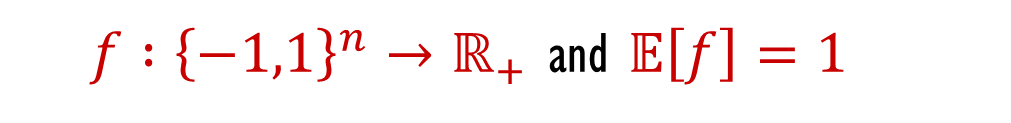 f : {−1,1}ⁿ → ℝ₊ and 𝔼[f] = 1